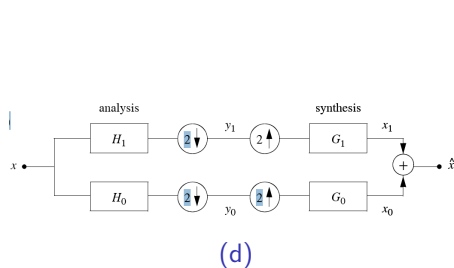 analysis synthesis
y₁ x₁
H₁ 2 2 G₁
x + x̂
H₀ 2 2 G₀
y₀ x₀
(d)